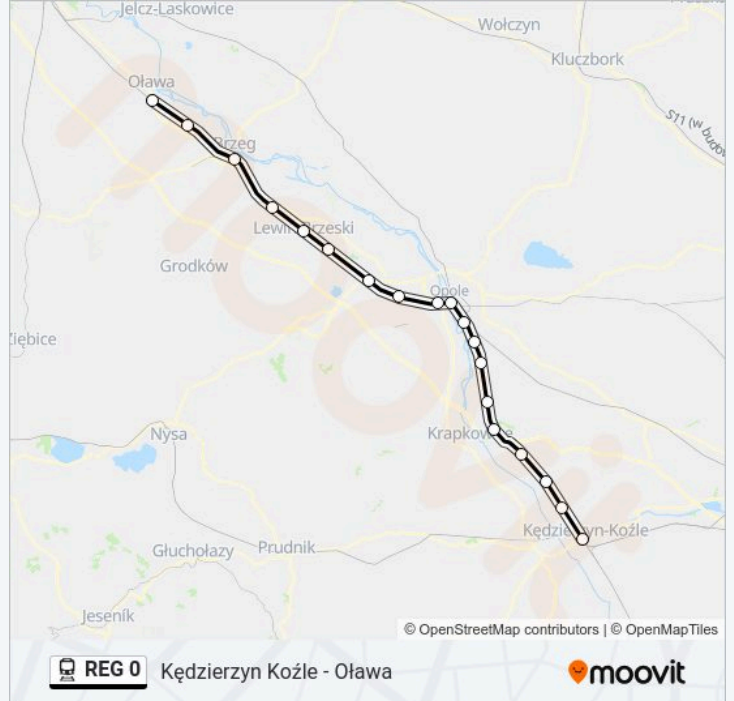 Jelcz-Laskowice
Wołczyn
Kluczbork
Oława
S11 (w budow
Brzeg
Lewin Brzeski
Grodków
Opole
Ziębice
Nysa
Krapkowice
Kędzierzyn-Koźle
Głuchołazy
Prudnik
Jeseník
© OpenStreetMap contributors | © OpenMapTiles
REG 0
Kędzierzyn Koźle - Oława
moovit